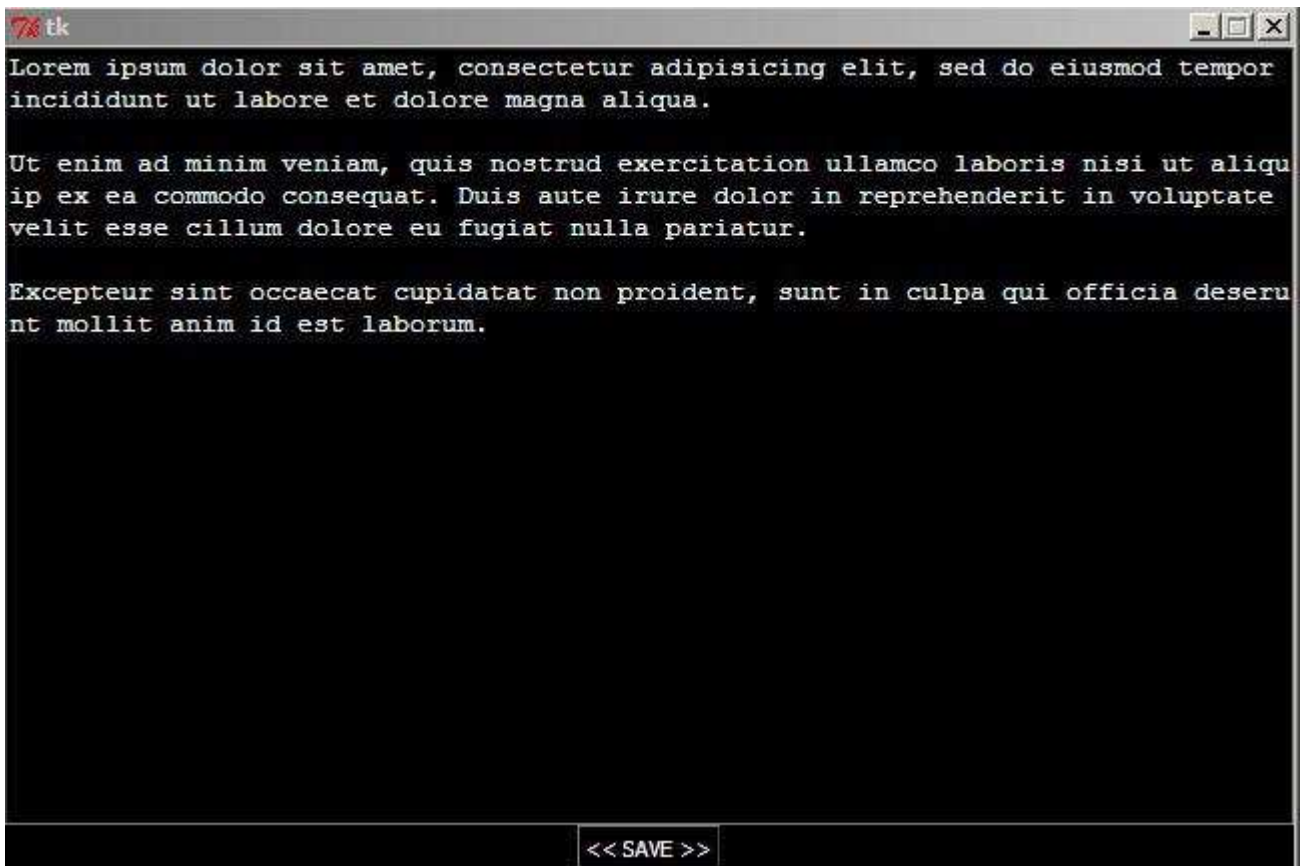 tk
Lorem ipsum dolor sit amet, consectetur adipisicing elit, sed do eiusmod tempor
incididunt ut labore et dolore magna aliqua.
Ut enim ad minim veniam, quis nostrud exercitation ullamco laboris nisi ut aliqu
ip ex ea commodo consequat. Duis aute irure dolor in reprehenderit in voluptate
velit esse cillum dolore eu fugiat nulla pariatur.
Excepteur sint occaecat cupidatat non proident, sunt in culpa qui officia deseru
nt mollit anim id est laborum.
<< SAVE >>